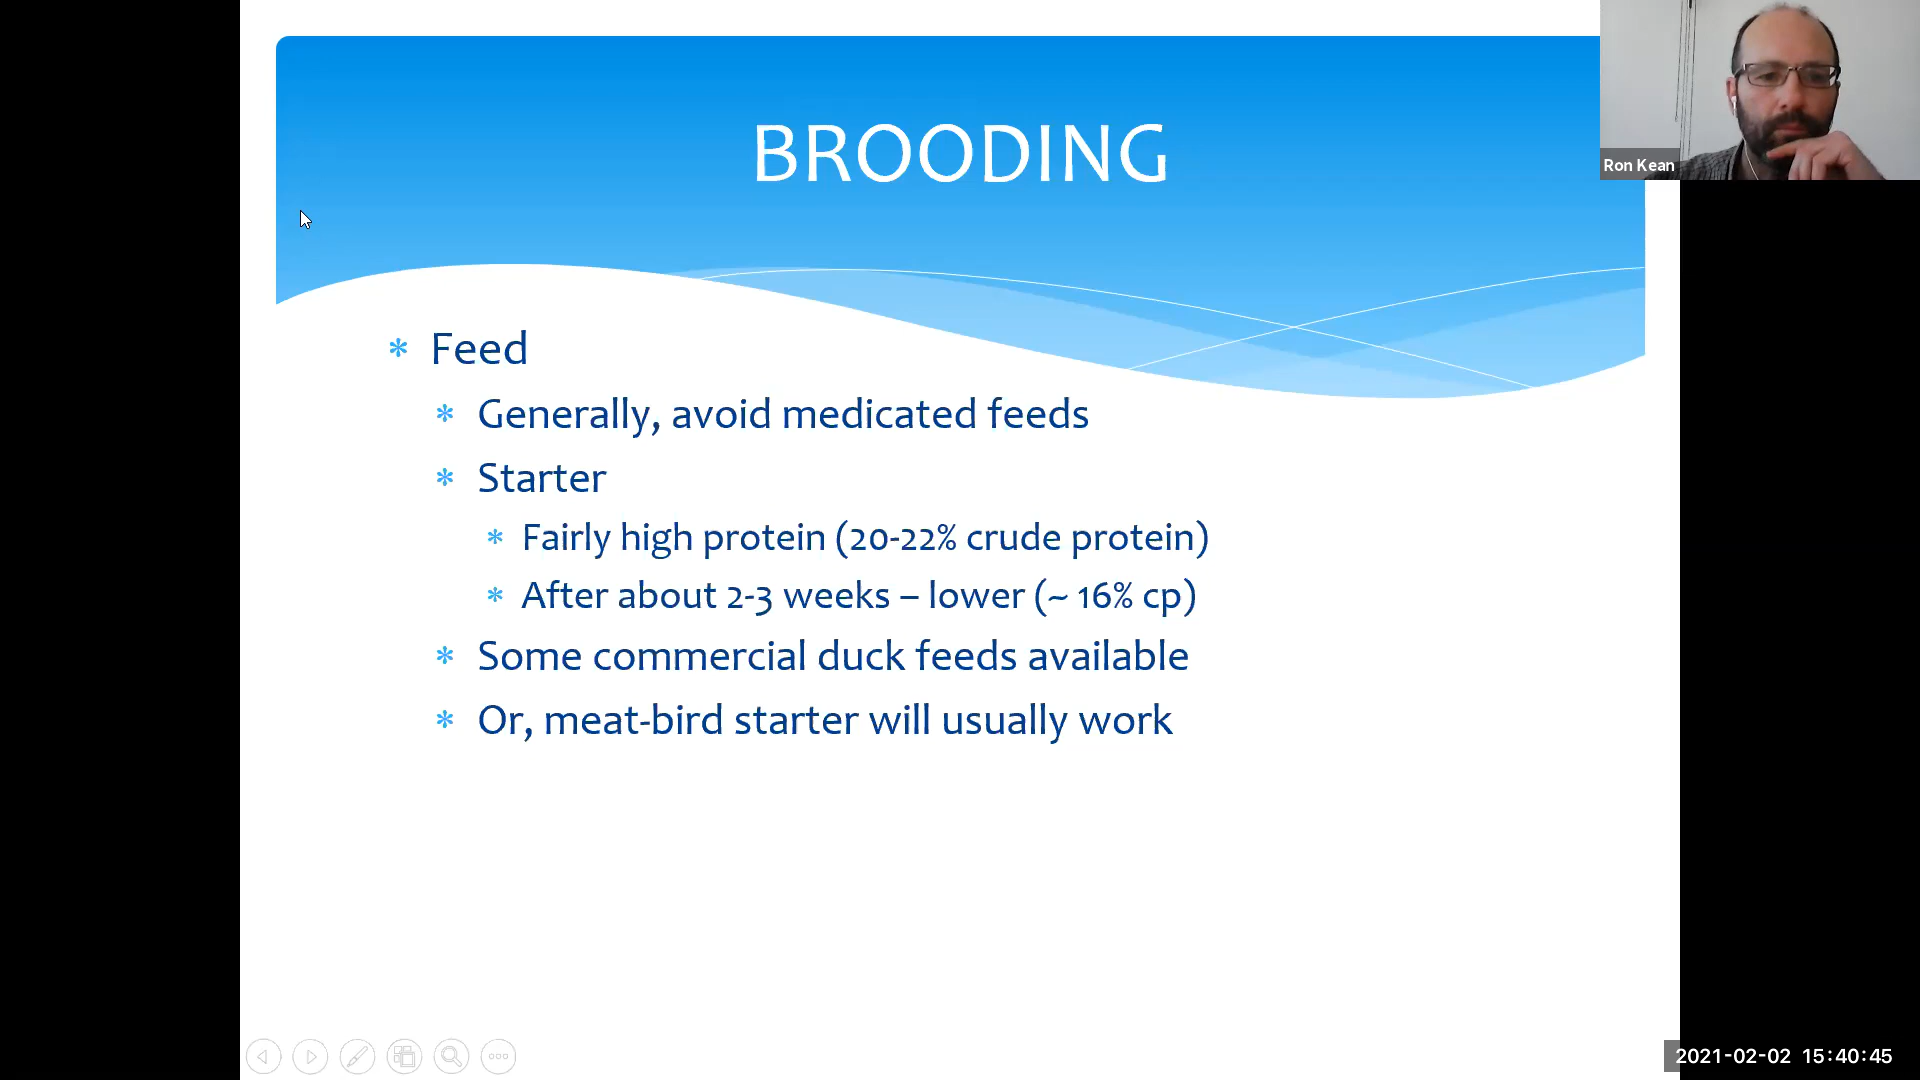 BROODING
Ron Kean
Feed
Generally, avoid medicated feeds
Starter
Fairly high protein (20-22% crude protein)
After about 2-3 weeks – lower (~ 16% cp)
Some commercial duck feeds available
Or, meat-bird starter will usually work
2021-02-02 15:40:45